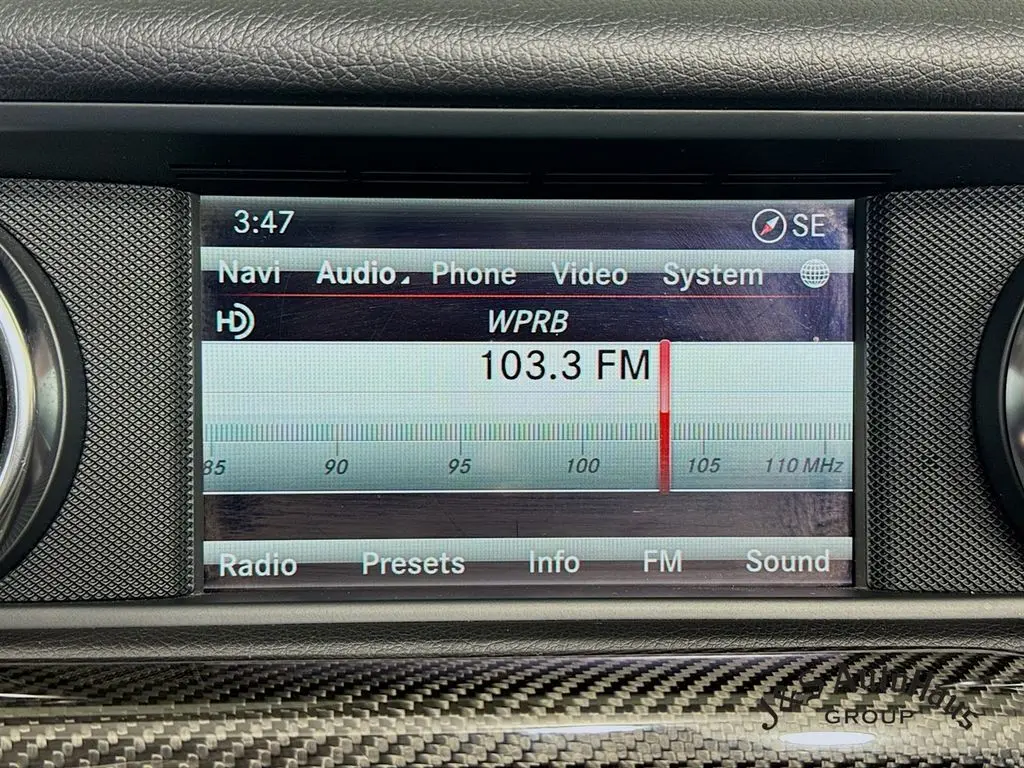 3:47 SE
Navi Audio Phone Video System
HD WPRB
103.3 FM
85 90 95 100 105 110 MHz
Radio Presets Info FM Sound
AutoHaus
GROUP